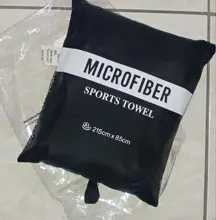 MICROFIBER
SPORTS TOWEL
215cm x 85cm